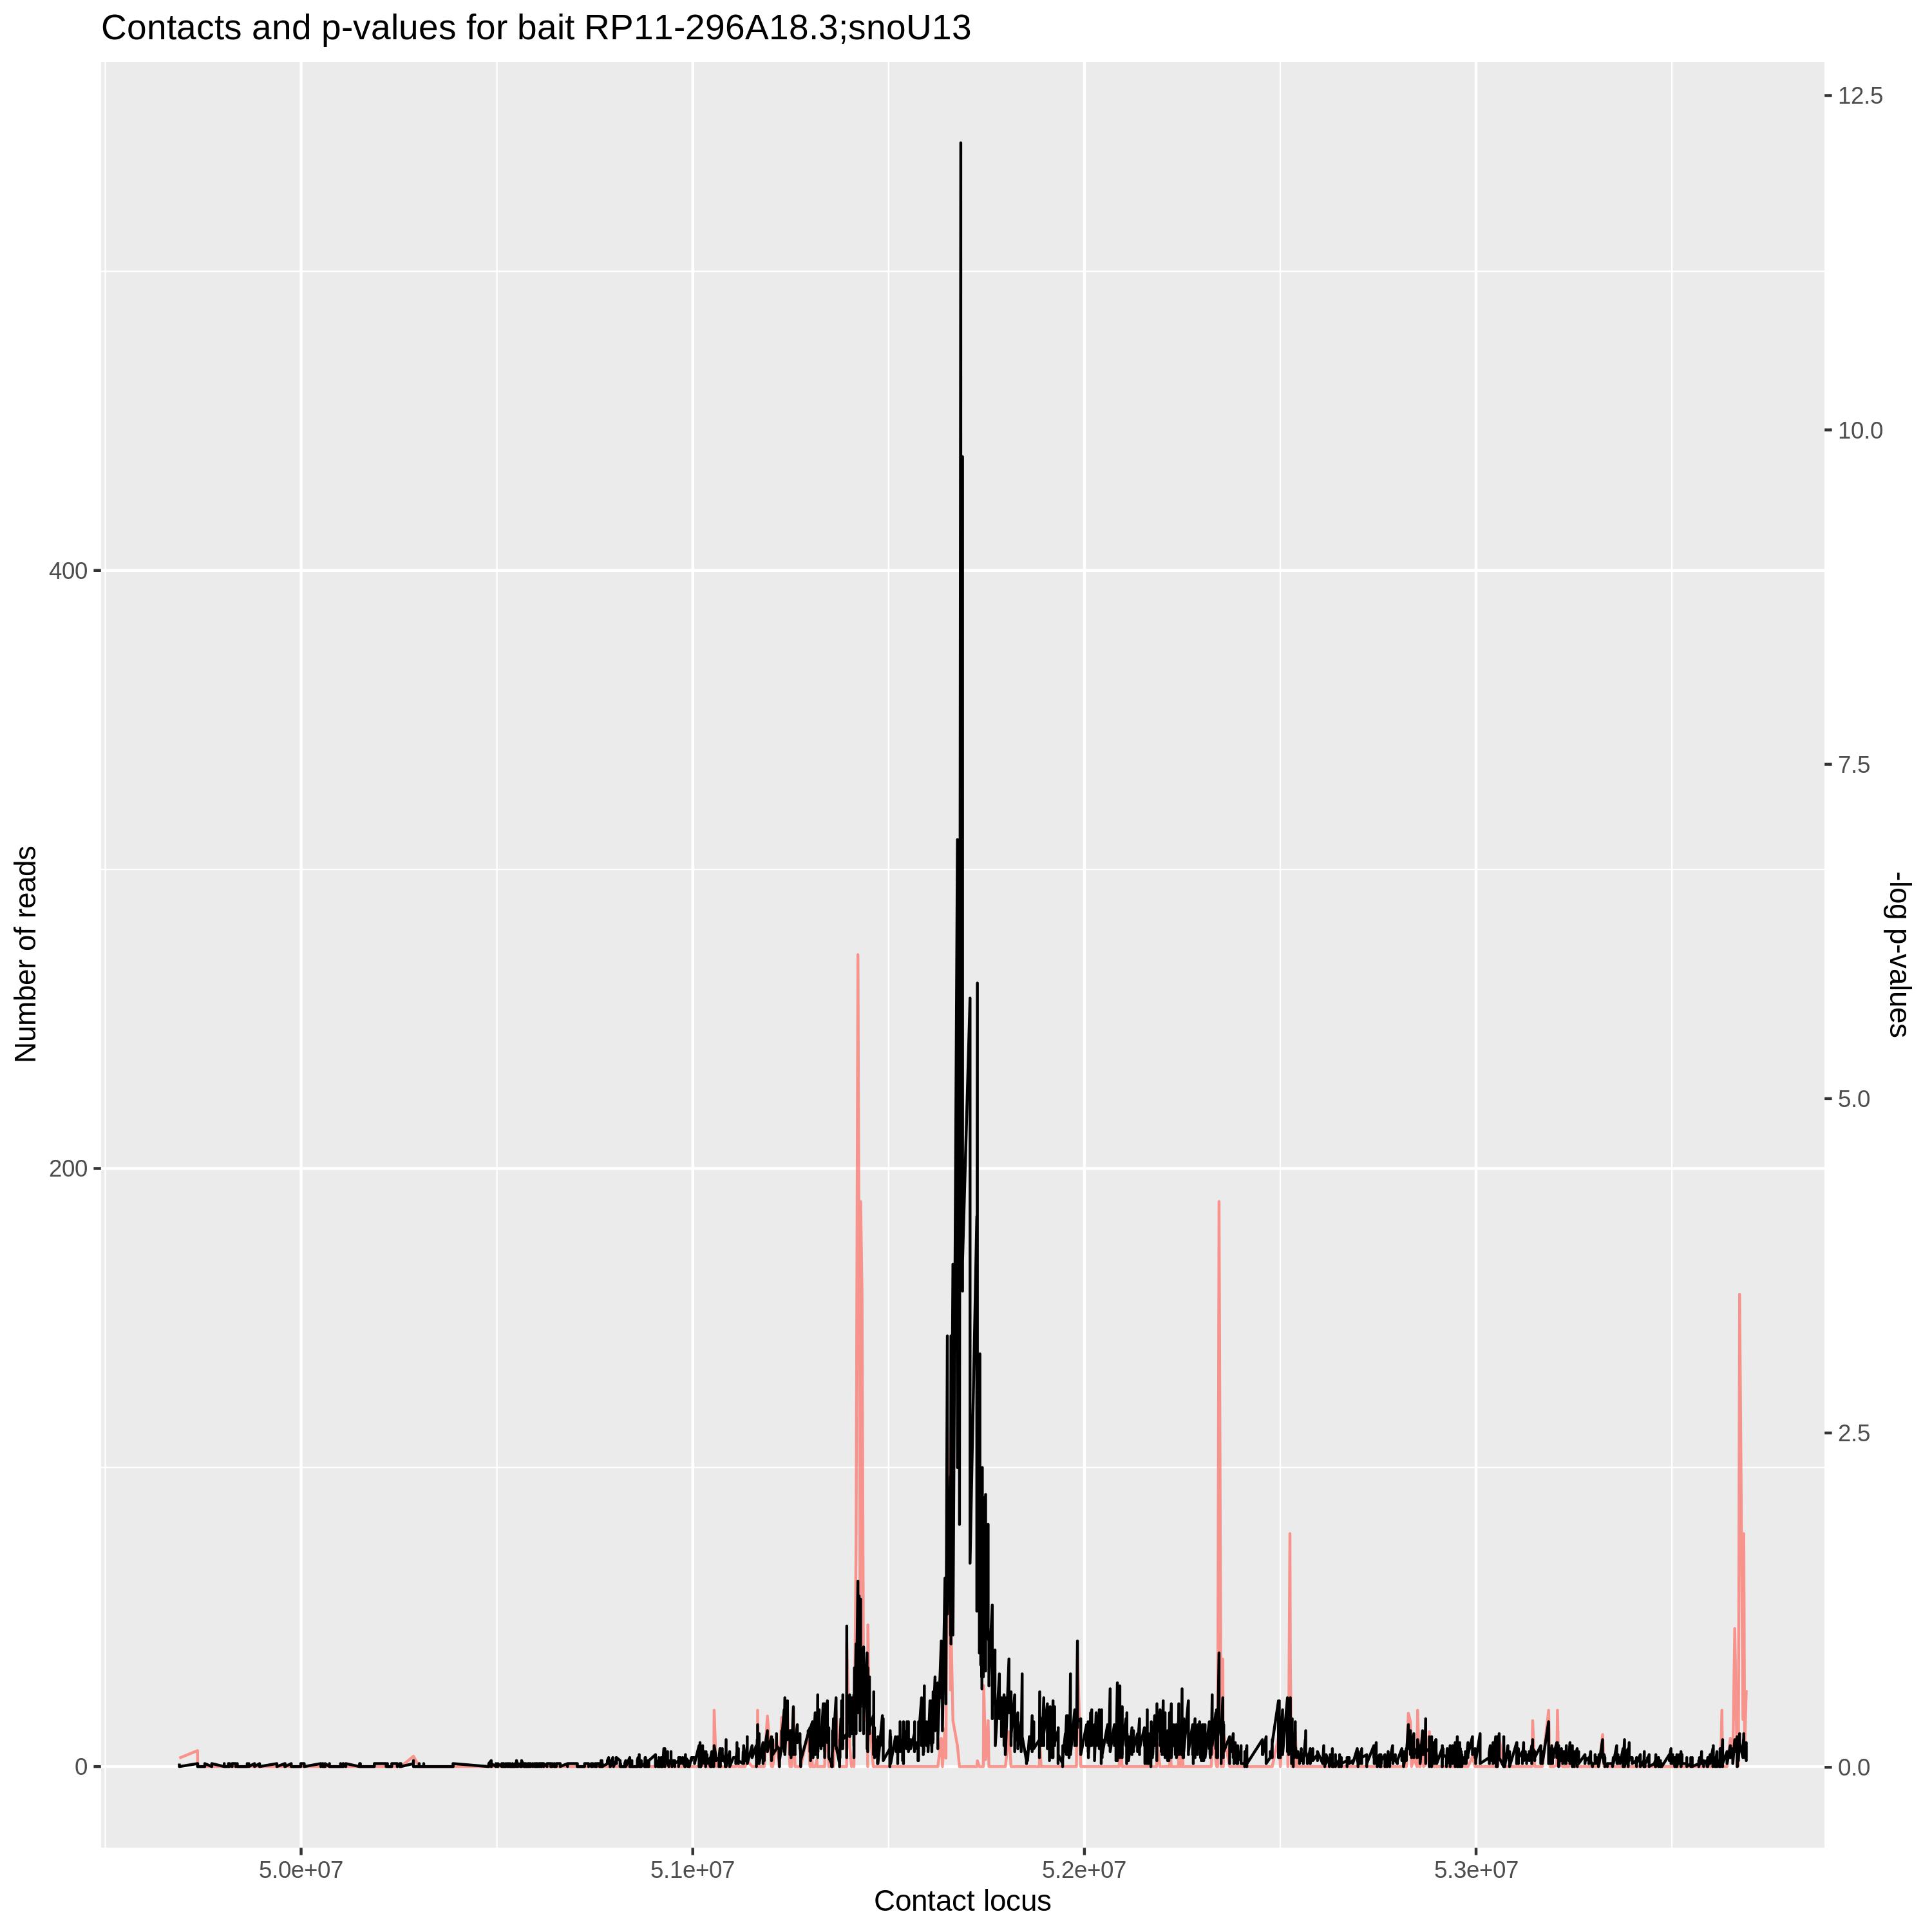 Contacts and p-values for bait RP11-296A18.3;snoU13
12.5
10.0
7.5
5.0
2.5
0.0
-log p-values
400
200
0
Number of reads
5.0e+07
5.1e+07
5.2e+07
5.3e+07
Contact locus